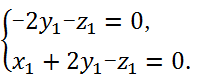 −2y₁−z₁ = 0,
x₁ + 2y₁−z₁ = 0.